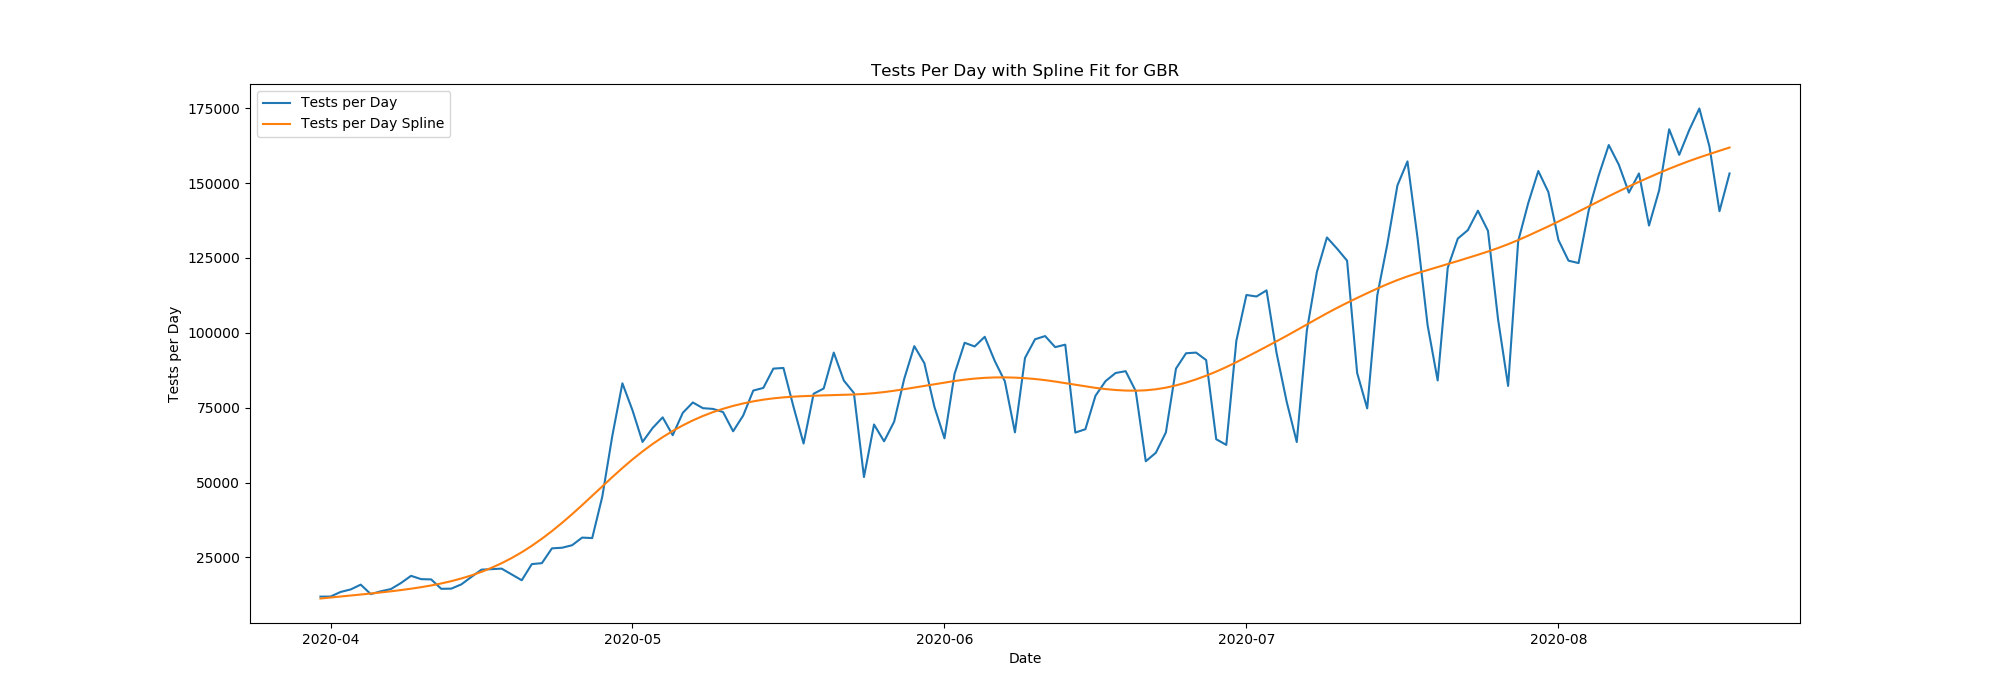 Tests Per Day with Spline Fit for GBR
Tests per Day
Tests per Day Spline
175000
150000
125000
100000
75000
50000
25000
Tests per Day
2020-04
2020-05
2020-06
2020-07
2020-08
Date